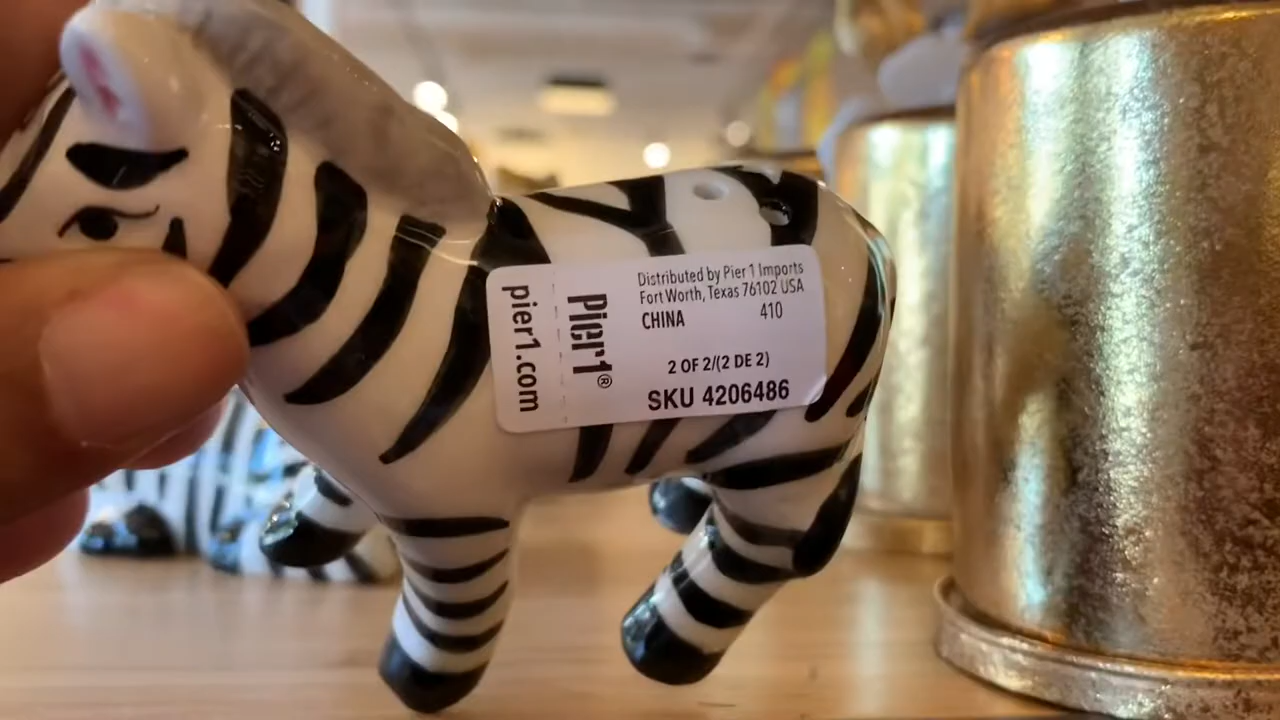 pier1.com
Pier1®
Distributed by Pier 1 Imports
Fort Worth, Texas 76102 USA
CHINA 410
2 OF 2/(2 DE 2)
SKU 4206486